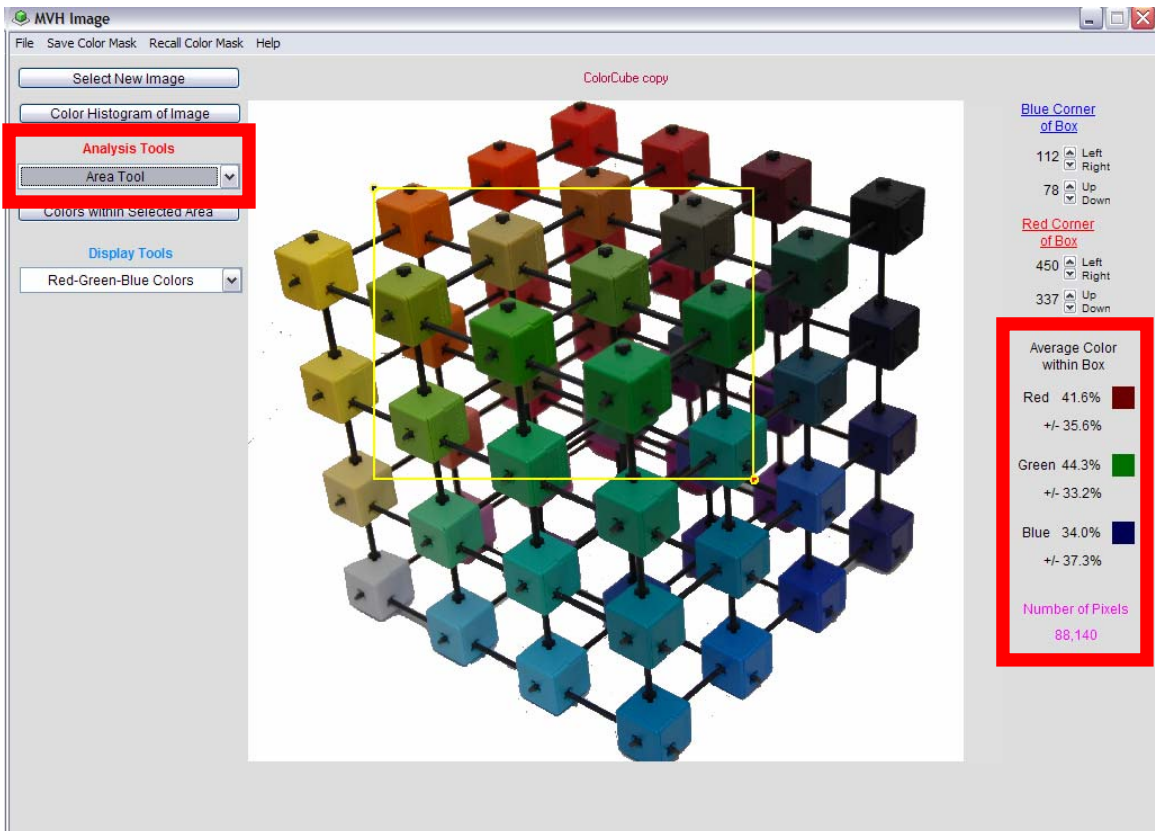 MVH Image
File Save Color Mask Recall Color Mask Help
Select New Image
ColorCube copy
Color Histogram of Image
Analysis Tools
Area Tool
Colors within Selected Area
Display Tools
Red-Green-Blue Colors
Blue Corner
of Box
112 Left
Right
78 Up
Down
Red Corner
of Box
450 Left
Right
337 Up
Down
Average Color
within Box
Red 41.6%
+/- 35.6%
Green 44.3%
+/- 33.2%
Blue 34.0%
+/- 37.3%
Number of Pixels
88,140